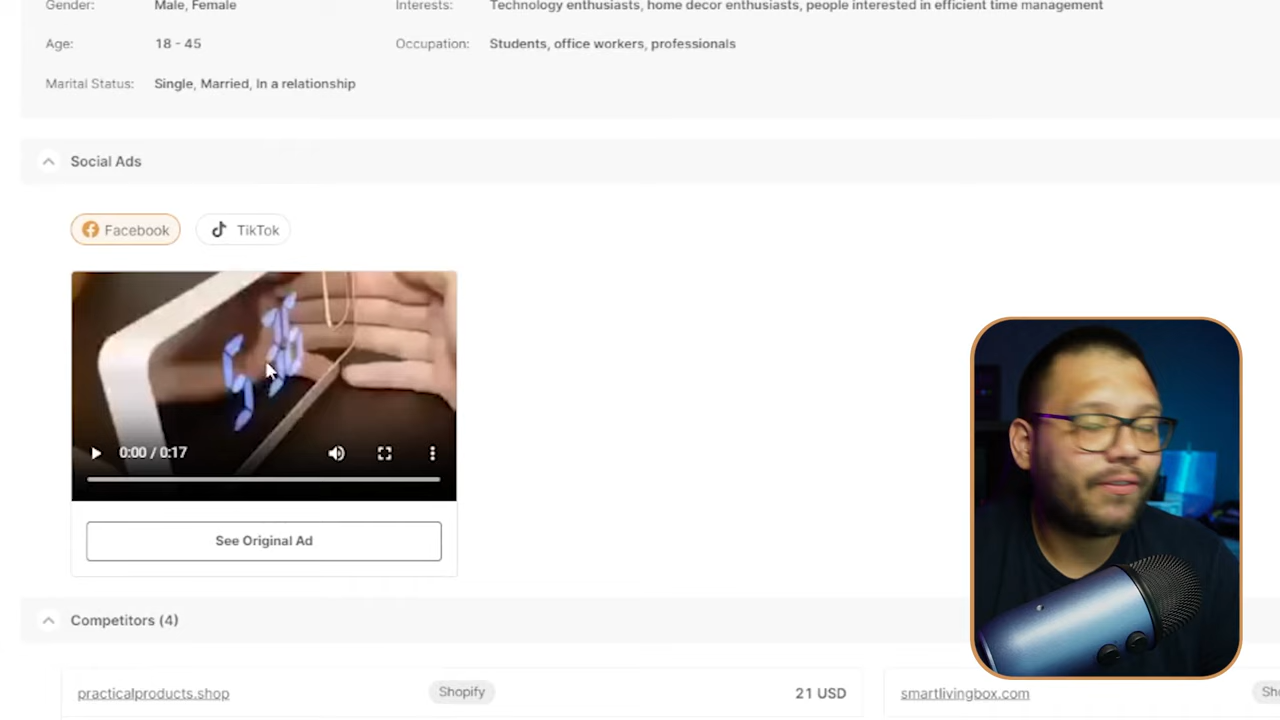 Gender: Male, Female Interests: Technology enthusiasts, home decor enthusiasts, people interested in efficient time management
Age: 18 - 45 Occupation: Students, office workers, professionals
Marital Status: Single, Married, In a relationship
Social Ads
Facebook TikTok
0:00 / 0:17
See Original Ad
Competitors (4)
practicalproducts.shop Shopify 21 USD smartlivingbox.com